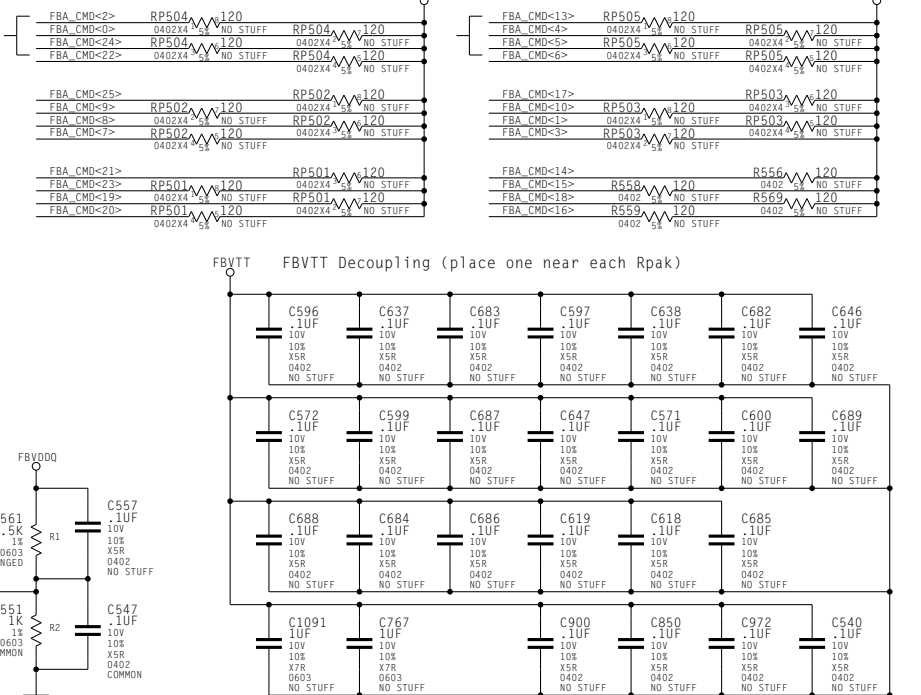 FBA_CMD<2> RP504 120
FBA_CMD<0> 0402X4 5% NO STUFF RP504 120
FBA_CMD<24> RP504 120 0402X4 5% NO STUFF
FBA_CMD<22> 0402X4 5% NO STUFF RP504 120
0402X4 5% NO STUFF
FBA_CMD<25> RP502 120
FBA_CMD<9> RP502 120 0402X4 5% NO STUFF
FBA_CMD<8> 0402X4 5% NO STUFF RP502 120
FBA_CMD<7> RP502 120 0402X4 5% NO STUFF
0402X4 5% NO STUFF
FBA_CMD<21> RP501 120
FBA_CMD<23> RP501 120 0402X4 5% NO STUFF
FBA_CMD<19> 0402X4 5% NO STUFF RP501 120
FBA_CMD<20> RP501 120 0402X4 5% NO STUFF
0402X4 5% NO STUFF
FBA_CMD<13> RP505 120
FBA_CMD<4> 0402X4 5% NO STUFF RP505 120
FBA_CMD<5> RP505 120 0402X4 5% NO STUFF
FBA_CMD<6> 0402X4 5% NO STUFF RP505 120
0402X4 5% NO STUFF
FBA_CMD<17> RP503 120
FBA_CMD<10> RP503 120 0402X4 5% NO STUFF
FBA_CMD<1> 0402X4 5% NO STUFF RP503 120
FBA_CMD<3> RP503 120 0402X4 5% NO STUFF
0402X4 5% NO STUFF
FBA_CMD<14> R556 120
FBA_CMD<15> R558 120 0402 5% NO STUFF
FBA_CMD<18> 0402 5% NO STUFF R569 120
FBA_CMD<16> R559 120 0402 5% NO STUFF
0402 5% NO STUFF
FBVTT FBVTT Decoupling (place one near each Rpak)
C596 C637 C683 C597 C638 C682 C646
.1UF .1UF .1UF .1UF .1UF .1UF .1UF
10V 10V 10V 10V 10V 10V 10V
10% 10% 10% 10% 10% 10% 10%
X5R X5R X5R X5R X5R X5R X5R
0402 0402 0402 0402 0402 0402 0402
NO STUFF NO STUFF NO STUFF NO STUFF NO STUFF NO STUFF NO STUFF
C572 C599 C687 C647 C571 C600 C689
.1UF .1UF .1UF .1UF .1UF .1UF .1UF
10V 10V 10V 10V 10V 10V 10V
10% 10% 10% 10% 10% 10% 10%
X5R X5R X5R X5R X5R X5R X5R
0402 0402 0402 0402 0402 0402 0402
NO STUFF NO STUFF NO STUFF NO STUFF NO STUFF NO STUFF NO STUFF
C688 C684 C686 C619 C618 C685
.1UF .1UF .1UF .1UF .1UF .1UF
10V 10V 10V 10V 10V 10V
10% 10% 10% 10% 10% 10%
X5R X5R X5R X5R X5R X5R
0402 0402 0402 0402 0402 0402
NO STUFF NO STUFF NO STUFF NO STUFF NO STUFF NO STUFF
C1091 C767 C900 C850 C972 C540
1UF 1UF .1UF .1UF .1UF .1UF
10V 10V 10V 10V 10V 10V
10% 10% 10% 10% 10% 10%
X7R X7R X5R X5R X5R X5R
0603 0603 0402 0402 0402 0402
NO STUFF NO STUFF NO STUFF NO STUFF NO STUFF NO STUFF
FBVDDQ
561
.5K
1%
0603
NGED
R1
C557
.1UF
10V
10%
X5R
0402
NO STUFF
551
1K
1%
0603
MMON
R2
C547
.1UF
10V
10%
X5R
0402
COMMON